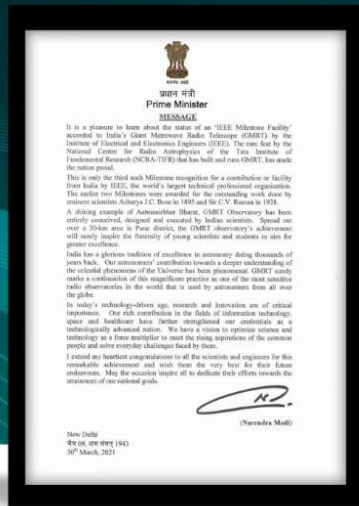 प्रधान मंत्री
Prime Minister
MESSAGE
It is a pleasure to learn about the status of an 'IEEE Milestone Facility'
accorded to India's Giant Metrewave Radio Telescope (GMRT) by the
Institute of Electrical and Electronics Engineers (IEEE). The rare feat by the
National Centre for Radio Astrophysics of the Tata Institute of
Fundamental Research (NCRA-TIFR) that has built and runs GMRT, has made
the nation proud.
This is only the third such Milestone recognition for a contribution or facility
from India by IEEE, the world's largest technical professional organization.
The earlier two Milestones were awarded for the outstanding work done by
eminent scientists Acharya J.C. Bose in 1895 and Sir C.V. Raman in 1928.
A shining example of Aatmanirbhar Bharat, GMRT Observatory has been
entirely conceived, designed and executed by Indian scientists. Spread out
over a 30-km area in Pune district, the GMRT observatory's achievement
will surely inspire the fraternity of young scientists and students to aim for
greater excellence.
India has a glorious tradition of excellence in astronomy dating thousands of
years back. Our astronomers' contribution towards a deeper understanding of
the celestial phenomena of the Universe has been phenomenal. GMRT surely
marks a continuation of this magnificent practice as one of the most sensitive
radio observatories in the world that is used by astronomers from all over
the globe.
In today's technology-driven age, research and innovation are of critical
importance. Our rich contribution in the fields of information technology,
space and healthcare have further strengthened our credentials as a
technologically advanced nation. We have a vision to optimize science and
technology as a force multiplier to meet the rising aspirations of the common
people and solve everyday challenges faced by them.
I extend my heartiest congratulations to all the scientists and engineers for this
remarkable achievement and wish them the very best for their future
endeavours. May the occasion inspire all to dedicate their efforts towards the
attainment of our national goals.
(Narendra Modi)
New Delhi
चैत्र 09, शक संवत् 1943
30th March, 2021